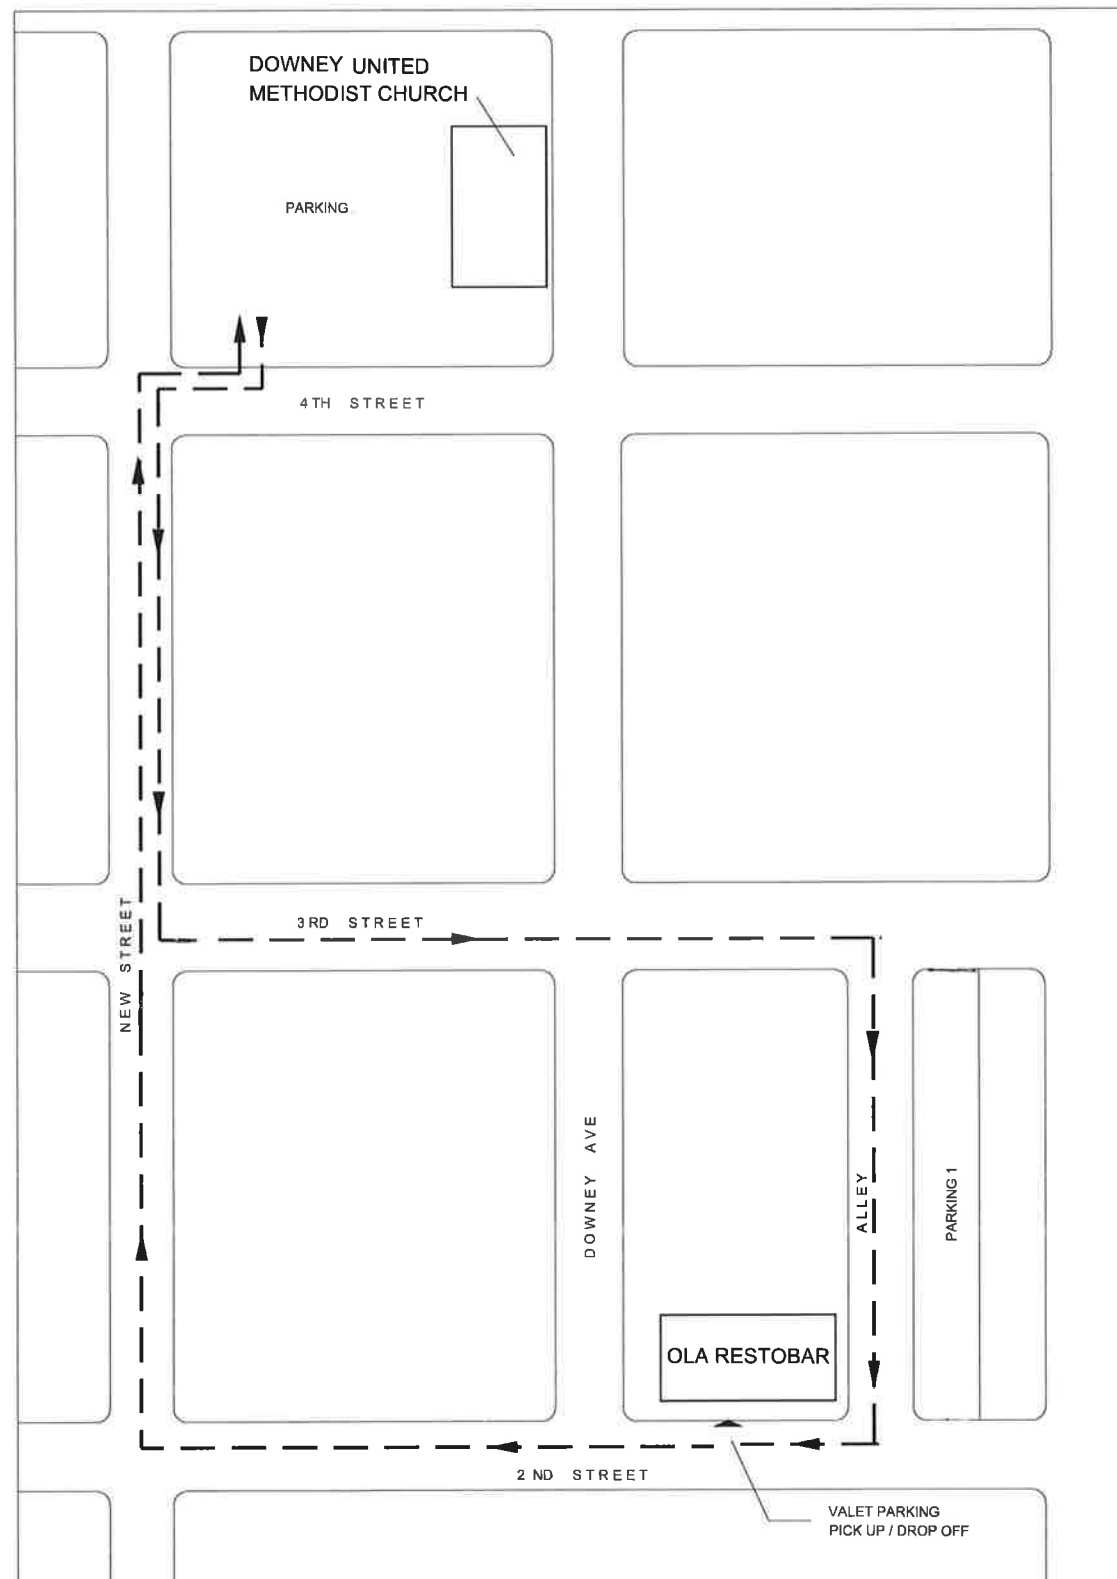 DOWNEY UNITED
METHODIST CHURCH
PARKING
4TH STREET
3RD STREET
NEW STREET
DOWNEY AVE
ALLEY
PARKING 1
OLA RESTOBAR
2 ND STREET
VALET PARKING
PICK UP / DROP OFF